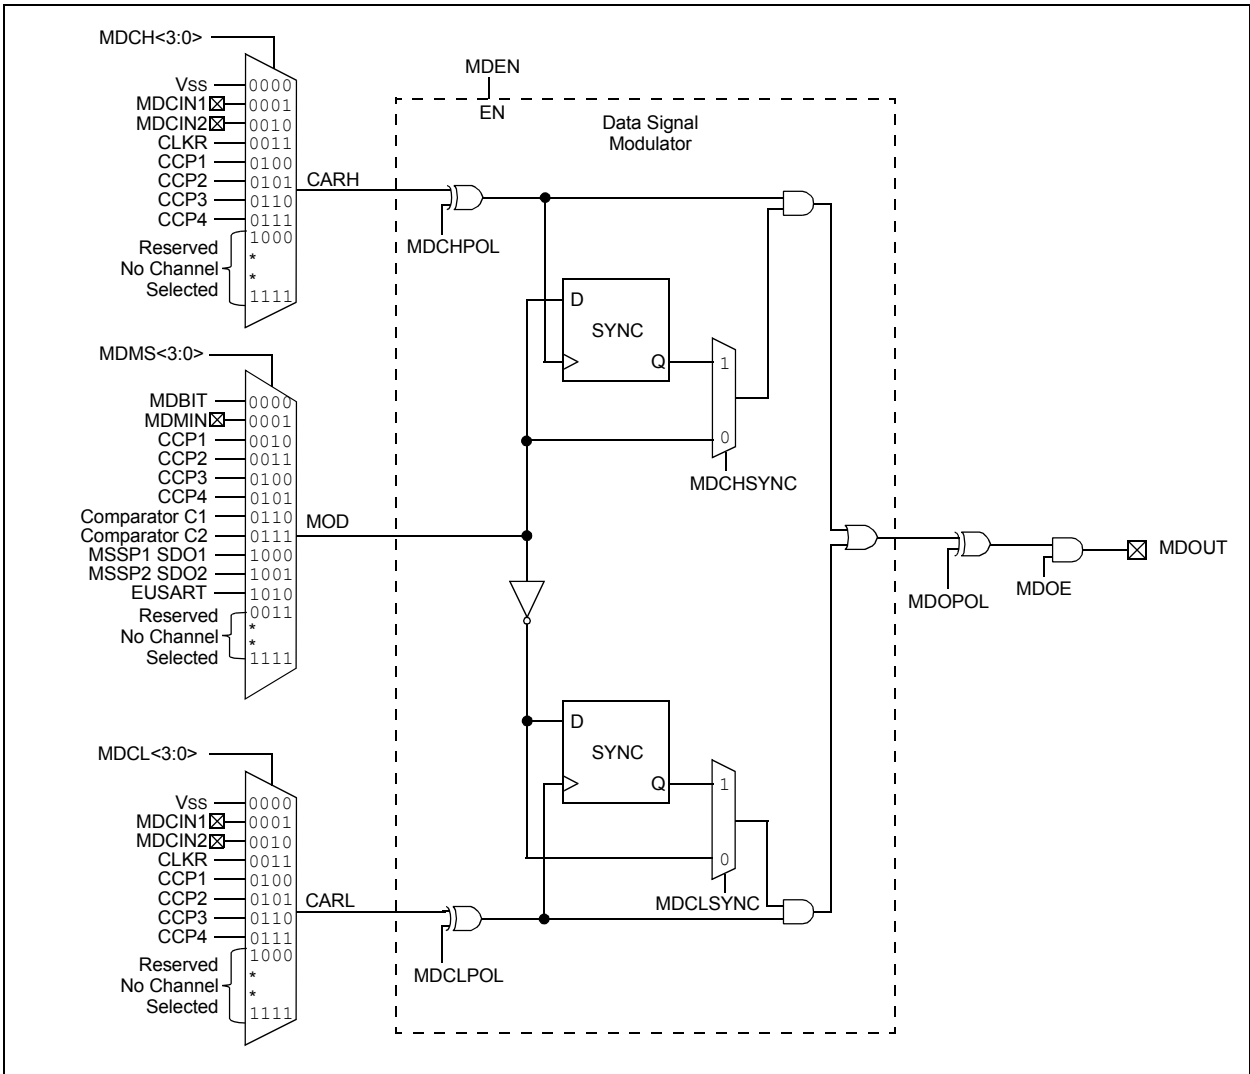 MDCH<3:0>
VSS 0000
MDCIN1 0001
MDCIN2 0010
CLKR 0011
CCP1 0100
CCP2 0101
CCP3 0110
CCP4 0111
1000
Reserved
*
No Channel
*
Selected
1111
CARH
MDCHPOL
MDEN
EN
Data Signal
Modulator
D
SYNC
Q
1
0
MDCHSYNC
MDMS<3:0>
MDBIT 0000
MDMIN 0001
CCP1 0010
CCP2 0011
CCP3 0100
CCP4 0101
Comparator C1 0110
Comparator C2 0111
MSSP1 SDO1 1000
MSSP2 SDO2 1001
EUSART 1010
0011
Reserved
*
No Channel
*
Selected
1111
MOD
MDOPOL
MDOE
MDOUT
MDCL<3:0>
VSS 0000
MDCIN1 0001
MDCIN2 0010
CLKR 0011
CCP1 0100
CCP2 0101
CCP3 0110
CCP4 0111
1000
Reserved
*
No Channel
*
Selected
1111
CARL
MDCLPOL
D
SYNC
Q
1
0
MDCLSYNC